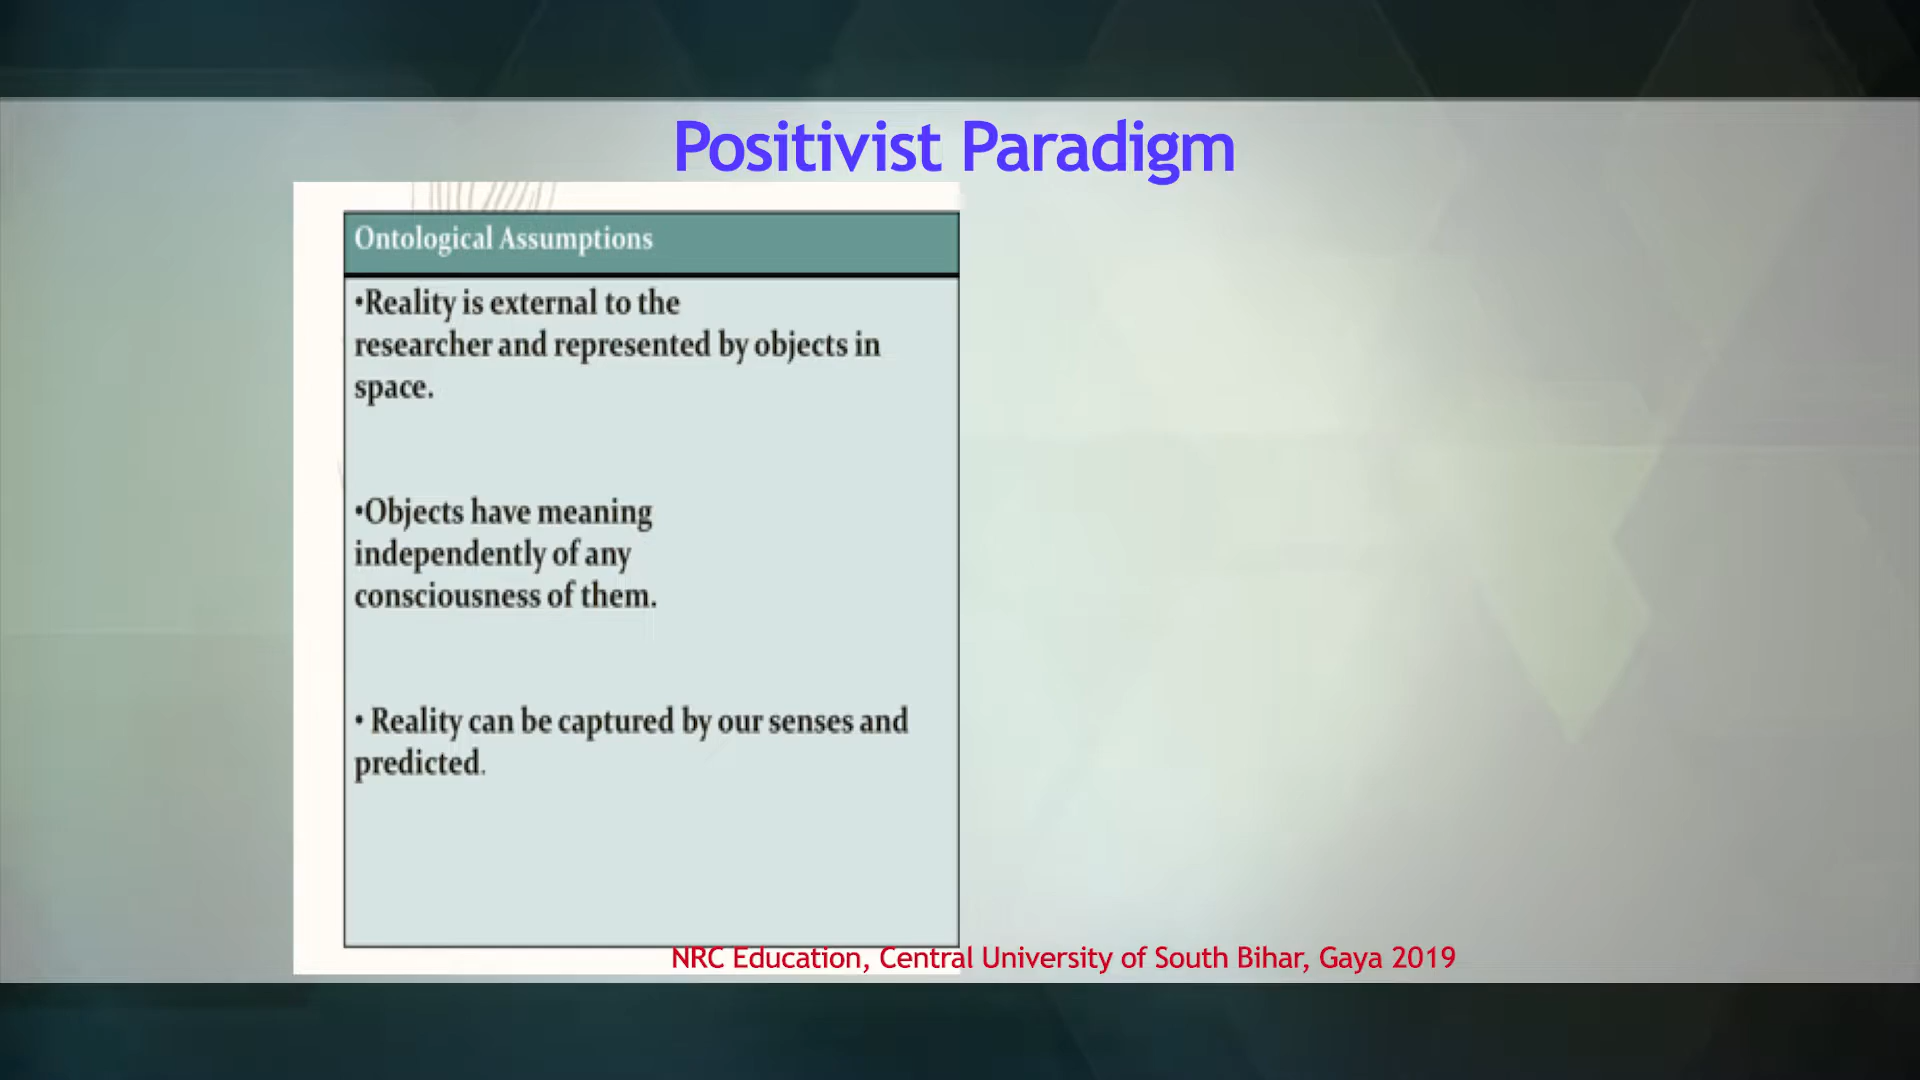 Positivist Paradigm
Ontological Assumptions
•Reality is external to the
researcher and represented by objects in
space.
•Objects have meaning
independently of any
consciousness of them.
• Reality can be captured by our senses and
predicted.
NRC Education, Central University of South Bihar, Gaya 2019